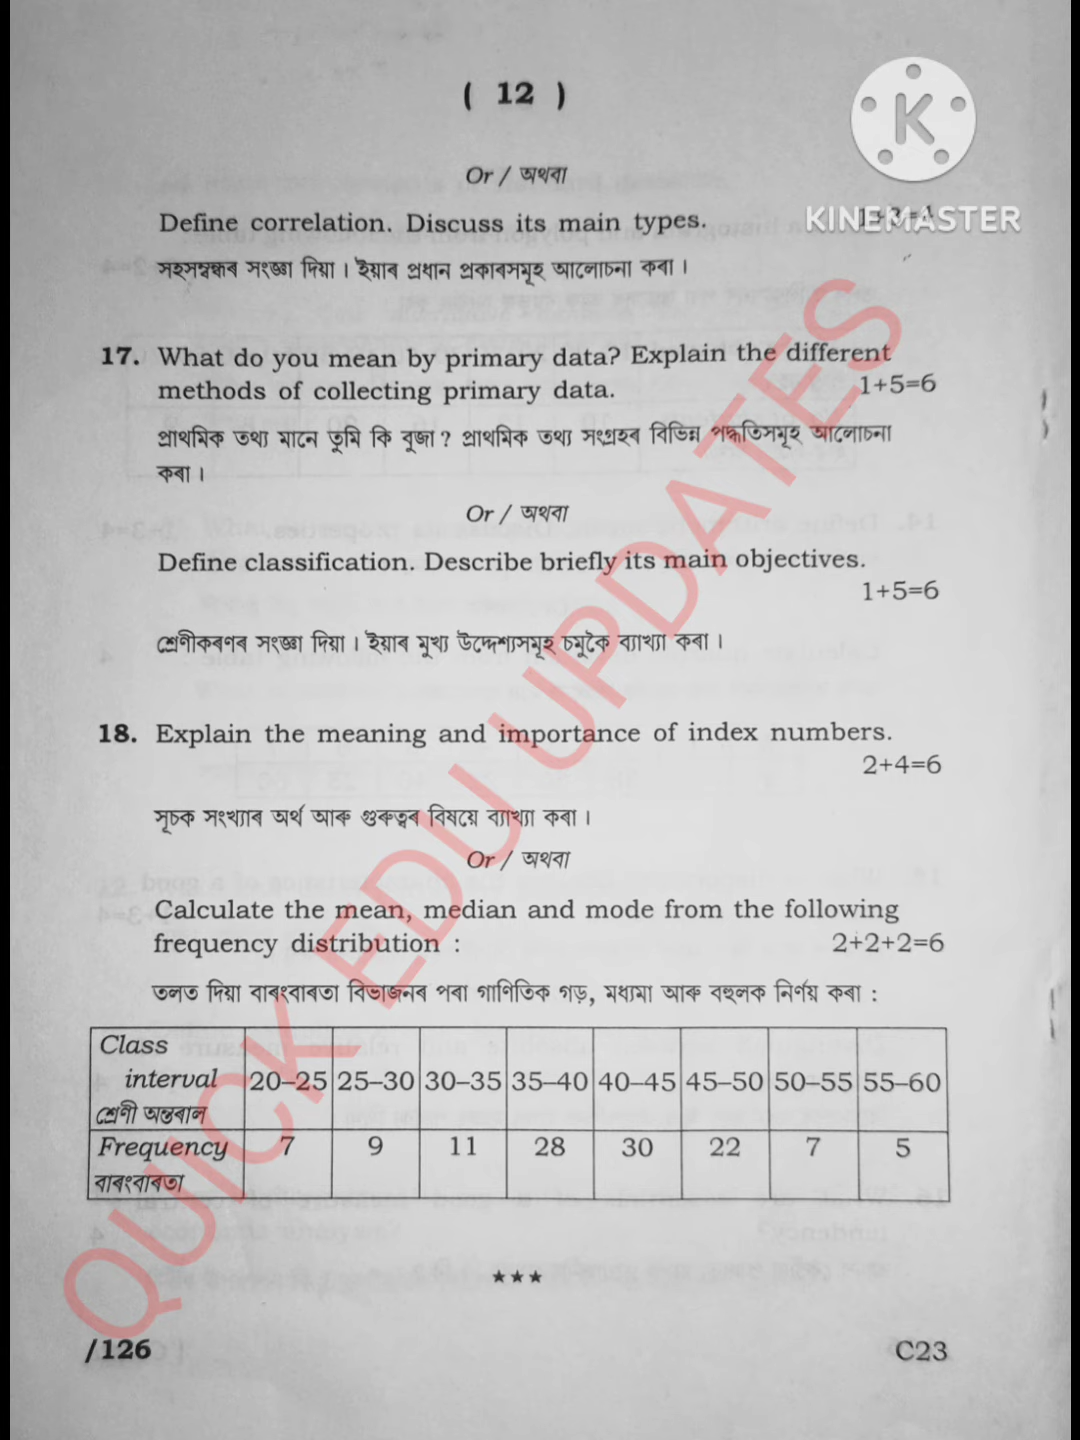 ( 12 )
K
KINEMASTER
Or / অথবা
Define correlation. Discuss its main types. 1+3=4
সহসম্বন্ধৰ সংজ্ঞা দিয়া। ইয়াৰ প্ৰধান প্ৰকাৰসমূহ আলোচনা কৰা।
17. What do you mean by primary data? Explain the different
methods of collecting primary data. 1+5=6
প্ৰাথমিক তথ্য মানে তুমি কি বুজা? প্ৰাথমিক তথ্য সংগ্ৰহৰ বিভিন্ন পদ্ধতিসমূহ আলোচনা
কৰা।
Or / অথবা
Define classification. Describe briefly its main objectives.
1+5=6
শ্ৰেণীকৰণৰ সংজ্ঞা দিয়া। ইয়াৰ মুখ্য উদ্দেশ্যসমূহ চমুকৈ ব্যাখ্যা কৰা।
18. Explain the meaning and importance of index numbers.
2+4=6
সূচক সংখ্যাৰ অৰ্থ আৰু গুৰুত্বৰ বিষয়ে ব্যাখ্যা কৰা।
Or / অথবা
Calculate the mean, median and mode from the following
frequency distribution : 2+2+2=6
তলত দিয়া বাৰংবাৰতা বিভাজনৰ পৰা গাণিতিক গড়, মধ্যমা আৰু বহুলক নিৰ্ণয় কৰা :
Class
interval 20–25 25–30 30–35 35–40 40–45 45–50 50–55 55–60
শ্ৰেণী অন্তৰাল
Frequency 7 9 11 28 30 22 7 5
বাৰংবাৰতা
★★★
/126 C23
QUICK EDU UPDATES